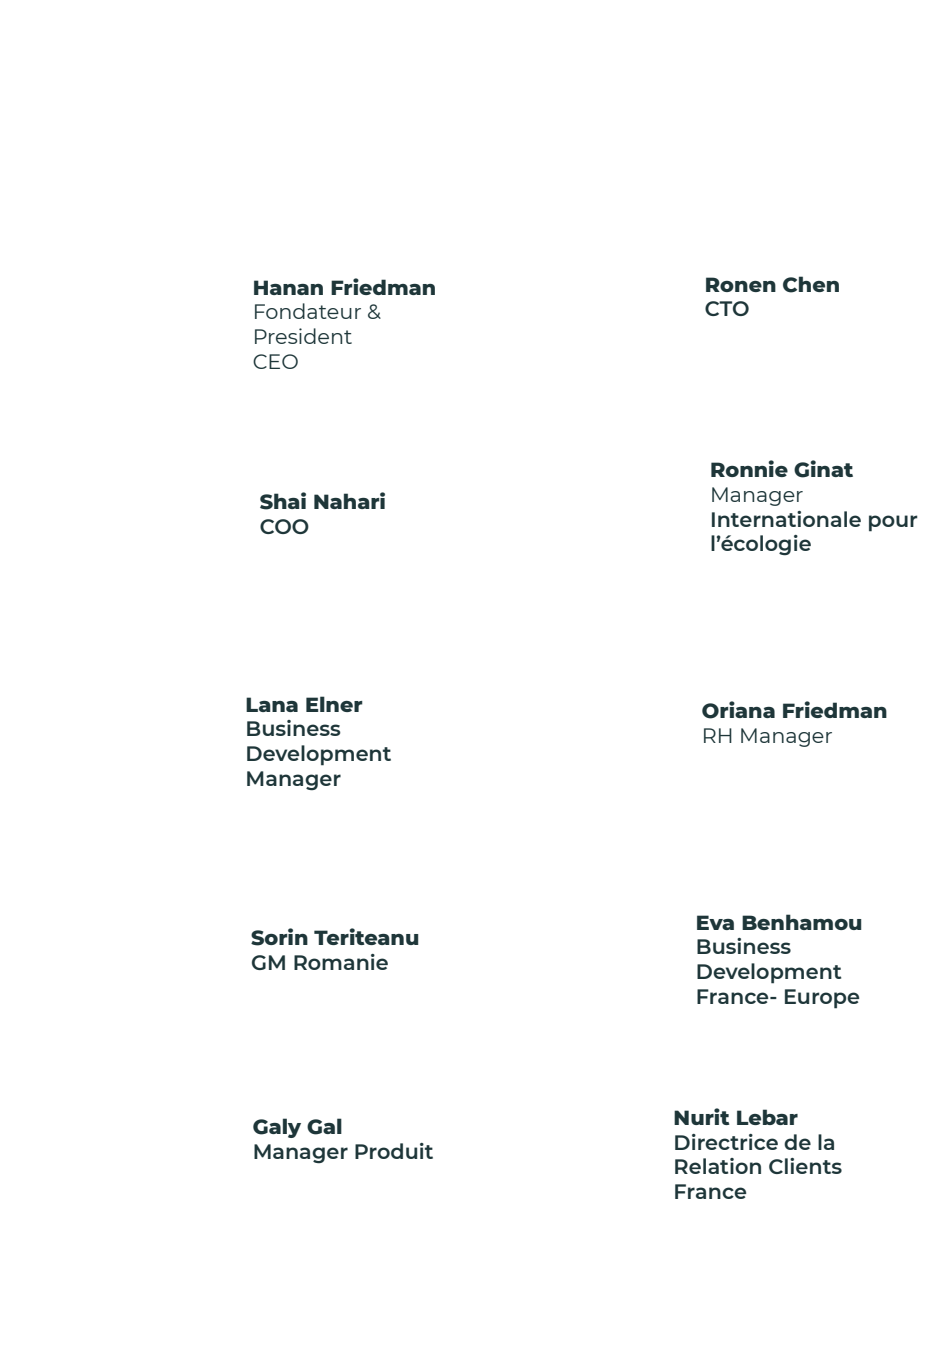 Hanan Friedman
Fondateur &
President
CEO
Ronen Chen
CTO
Shai Nahari
COO
Ronnie Ginat
Manager
Internationale pour
l’écologie
Lana Elner
Business
Development
Manager
Oriana Friedman
RH Manager
Sorin Teriteanu
GM Romanie
Eva Benhamou
Business
Development
France- Europe
Galy Gal
Manager Produit
Nurit Lebar
Directrice de la
Relation Clients
France